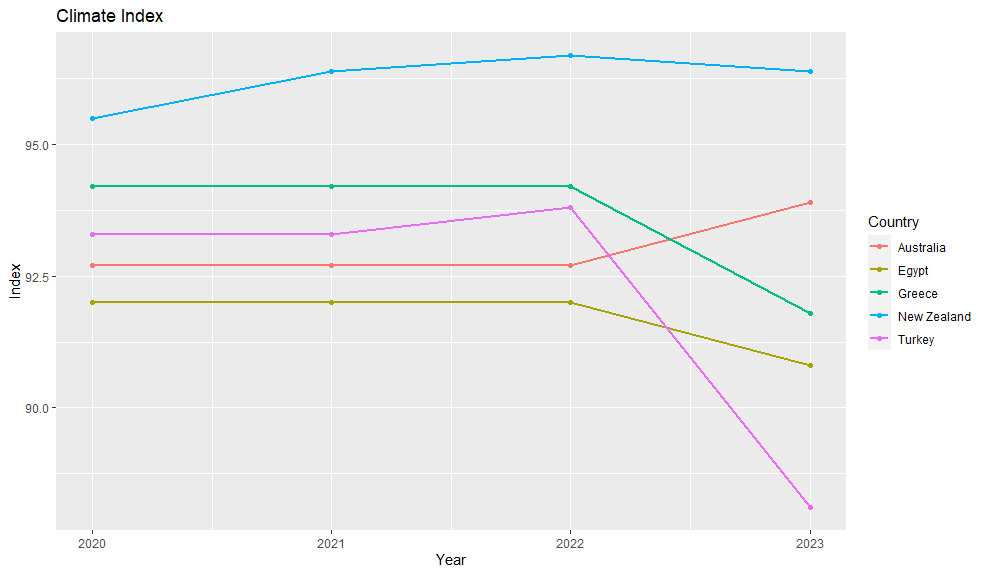 Climate Index
Index
95.0
92.5
90.0
2020 2021 2022 2023
Year
Country
Australia
Egypt
Greece
New Zealand
Turkey